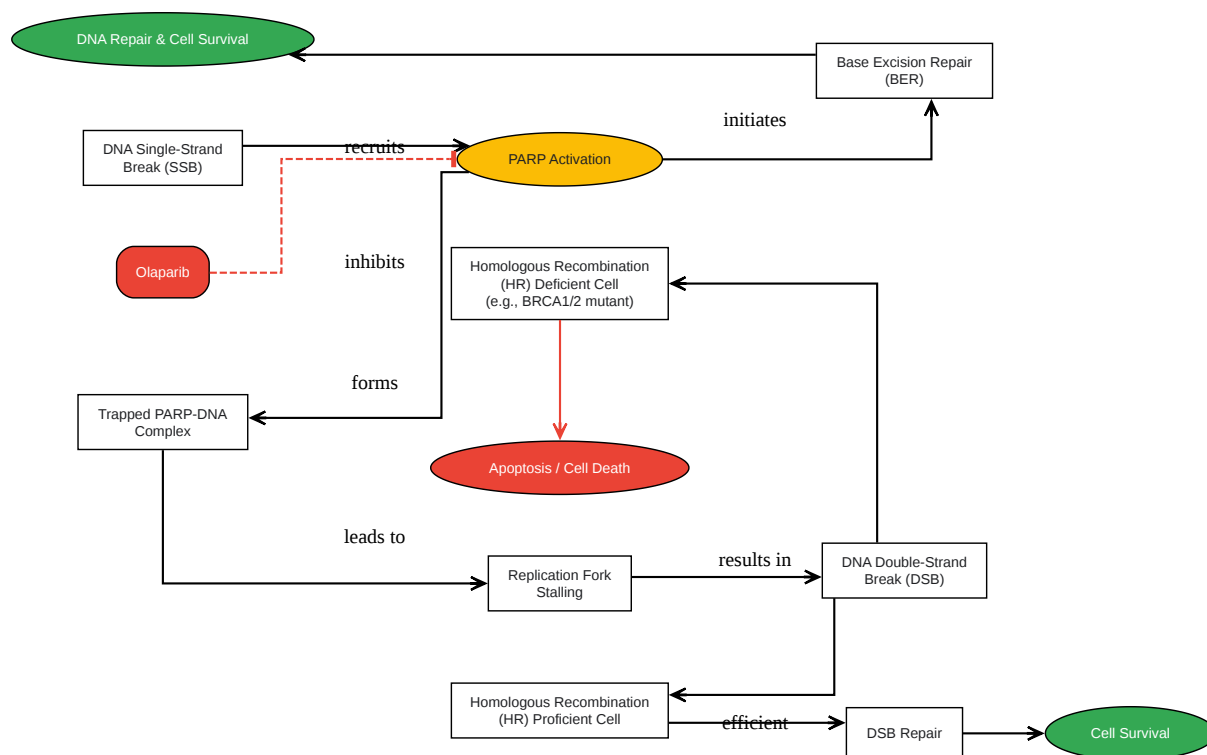 DNA Repair & Cell Survival
Base Excision Repair
(BER)
initiates
DNA Single-Strand
Break (SSB)
recruits
PARP Activation
Olaparib
inhibits
Homologous Recombination
(HR) Deficient Cell
(e.g., BRCA1/2 mutant)
forms
Trapped PARP-DNA
Complex
Apoptosis / Cell Death
leads to
Replication Fork
Stalling
results in
DNA Double-Strand
Break (DSB)
Homologous Recombination
(HR) Proficient Cell
efficient
DSB Repair
Cell Survival